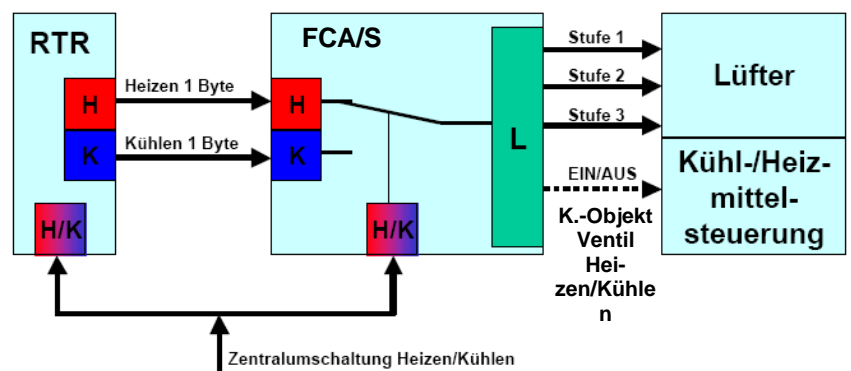 RTR
Heizen 1 Byte
Kühlen 1 Byte
H
K
H/K
FCA/S
H
K
H/K
L
Stufe 1
Stufe 2
Stufe 3
EIN/AUS
K.-Objekt
Ventil
Hei-
zen/Kühle
n
Lüfter
Kühl-/Heiz-
mittel-
steuerung
Zentralumschaltung Heizen/Kühlen